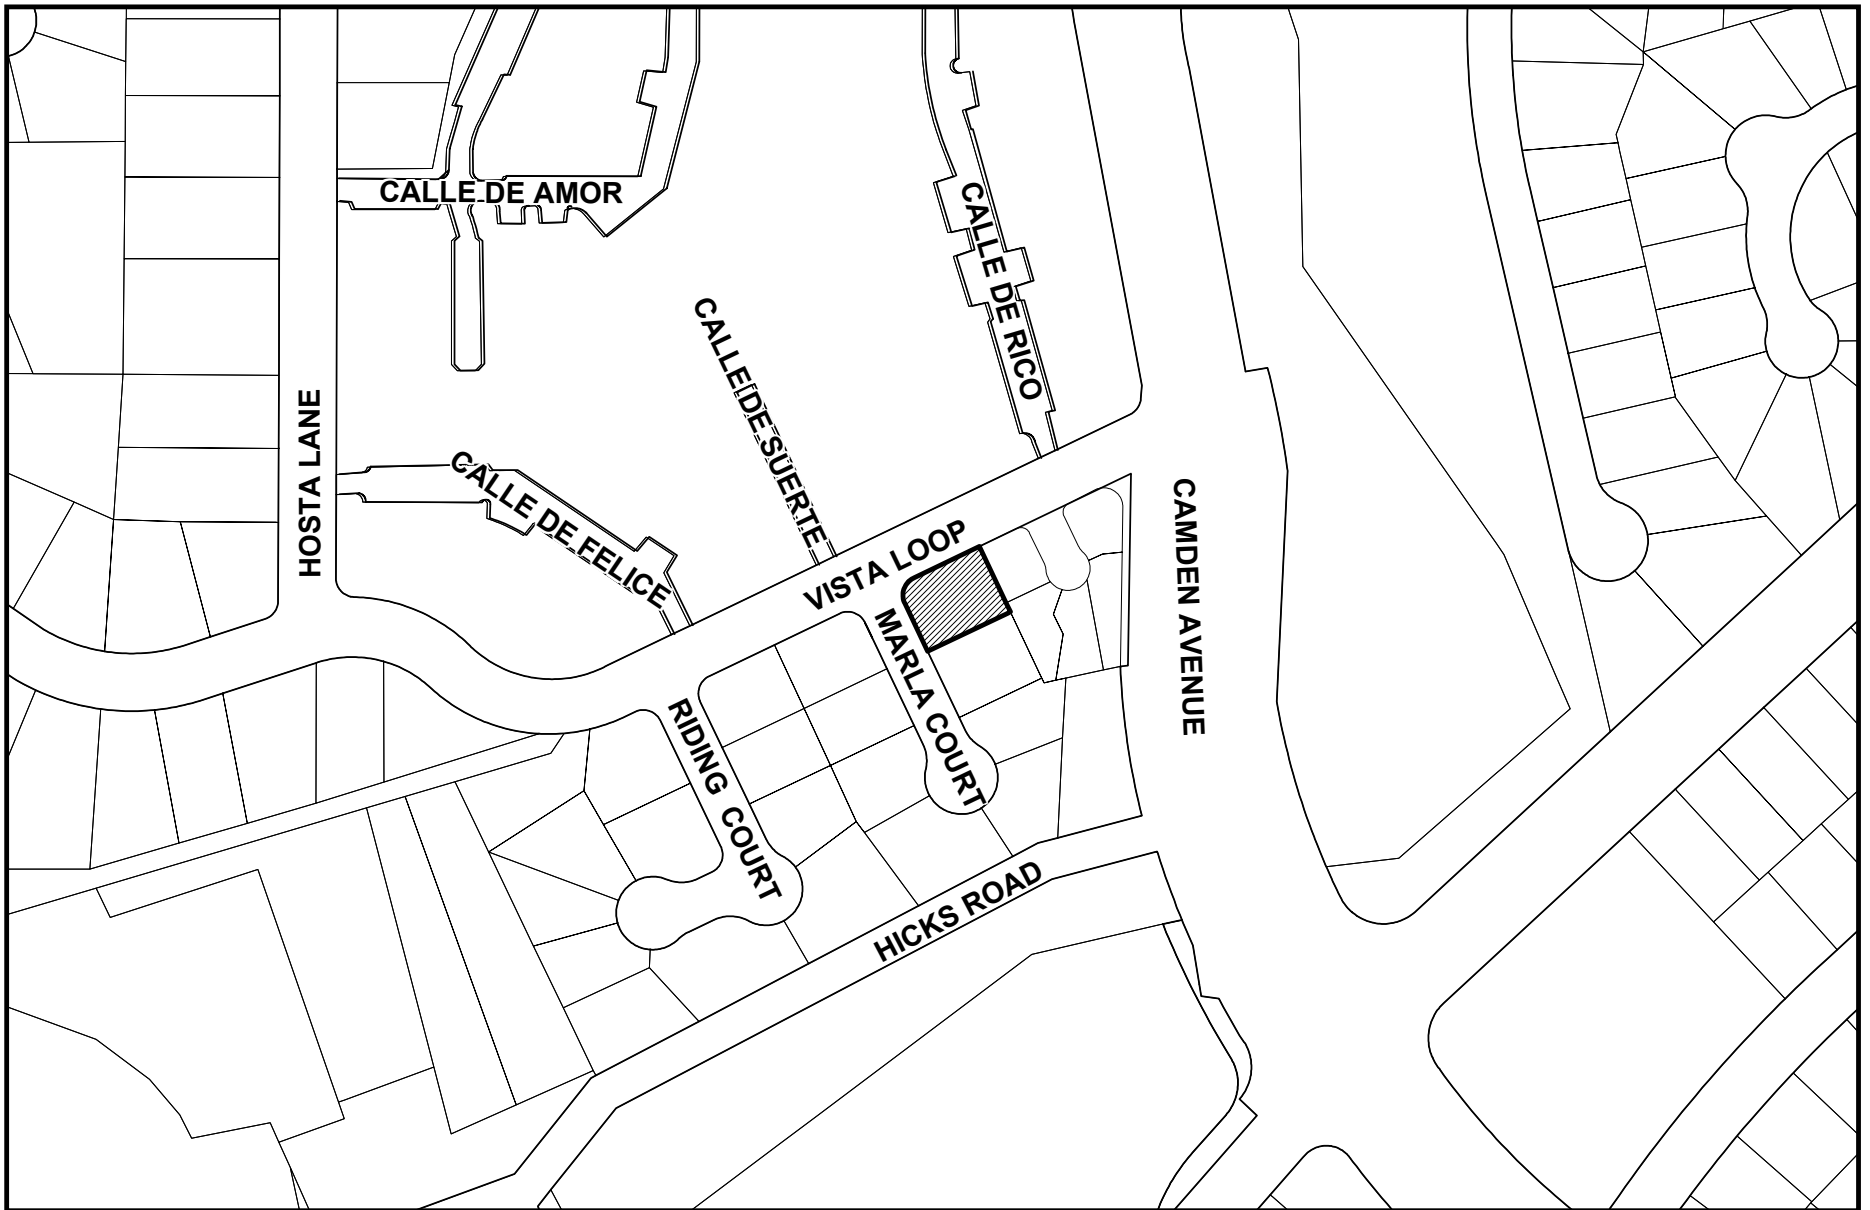 CALLE DE AMOR
CALLE DE RICO
CALLE DE SUERTE
HOSTA LANE
CALLE DE FELICE
VISTA LOOP
CAMDEN AVENUE
MARLA COURT
RIDING COURT
HICKS ROAD